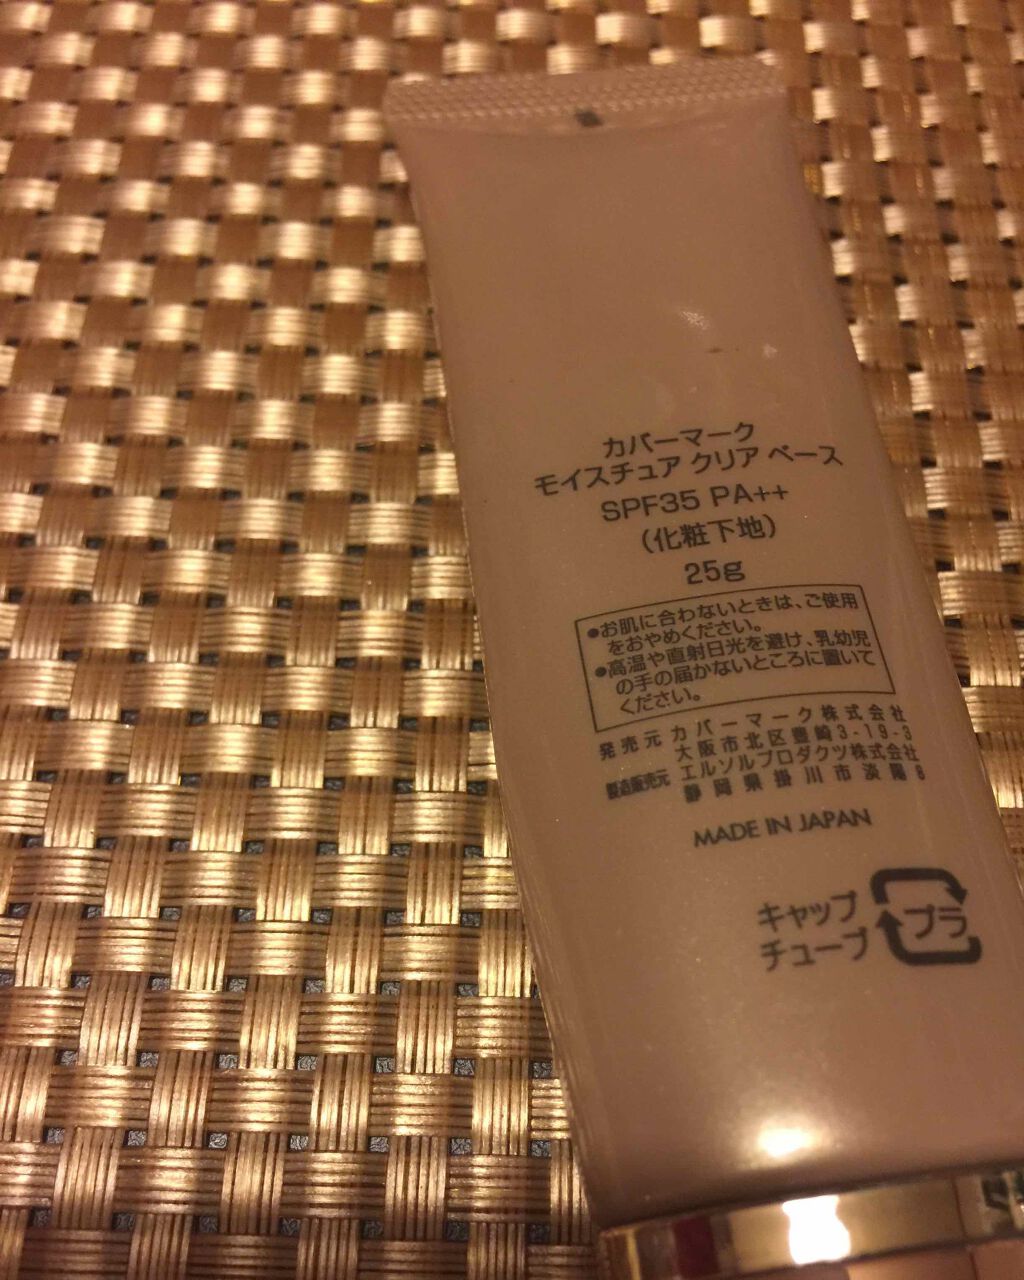 カバーマーク
モイスチュア クリア ベース
SPF35 PA++
(化粧下地)
25g
●お肌に合わないときは、ご使用
をおやめください。
●高温や直射日光を避け、乳幼児
の手の届かないところに置いて
ください。
発売元 カバーマーク株式会社
大阪市北区豊崎3-19-3
製造販売元 エルソルプロダクツ株式会社
静岡県掛川市淡陽6
MADE IN JAPAN
キャップ
チューブ
プラ